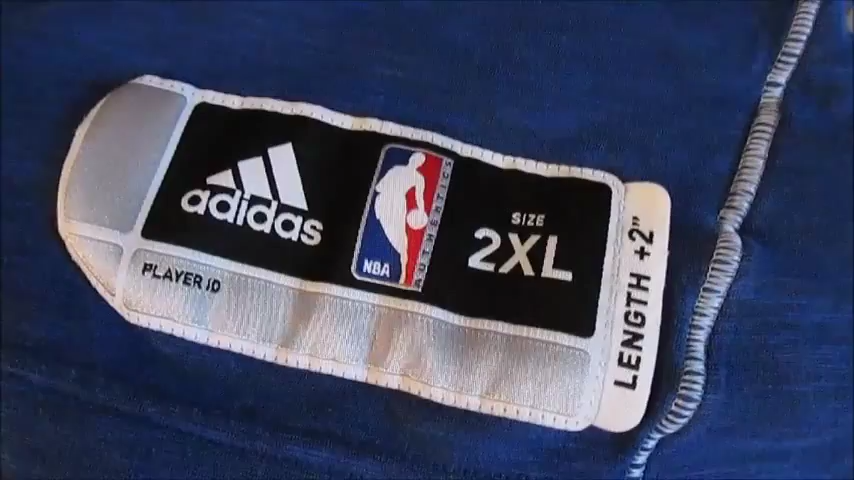 adidas
NBA
AUTHENTICS
SIZE
2XL
LENGTH +2"
PLAYER ID